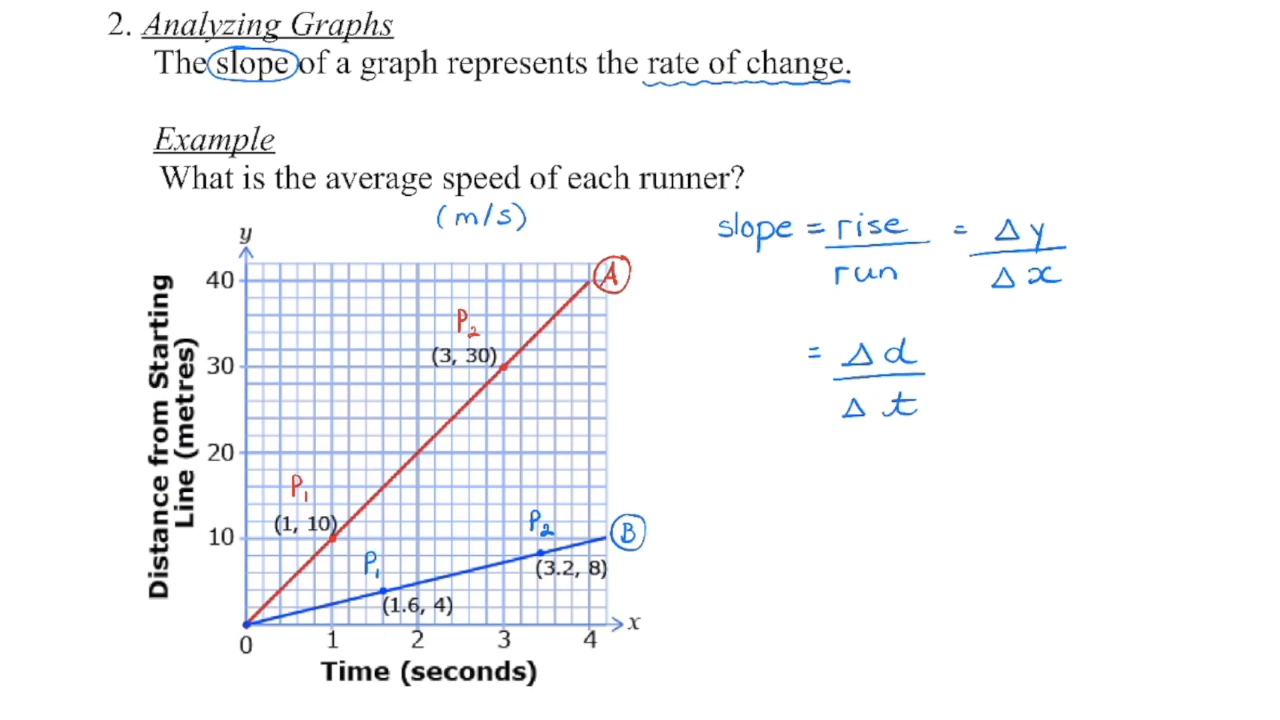 2. Analyzing Graphs
The slope of a graph represents the rate of change.
Example
What is the average speed of each runner?
(m/s)
slope = rise / run = Δy / Δx
= Δd / Δt
y
40
30
20
10
0
1
2
3
4
x
Distance from Starting
Line (metres)
Time (seconds)
A
P₂
(3, 30)
P₁
(1, 10)
B
P₂
(3.2, 8)
P₁
(1.6, 4)